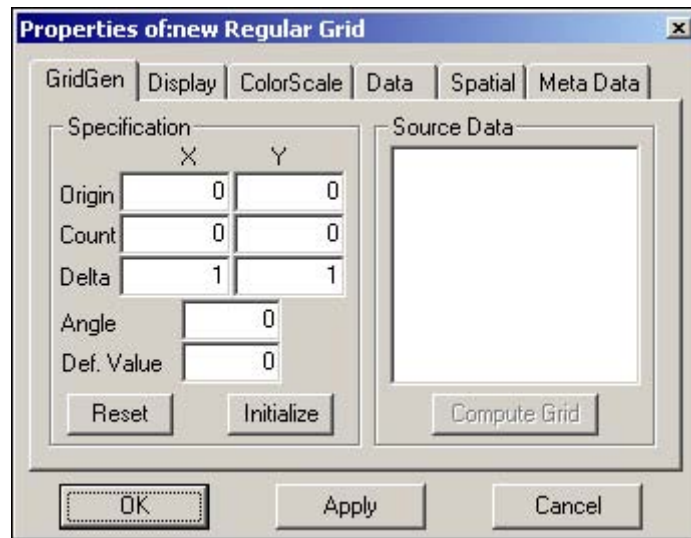 Properties of:new Regular Grid
GridGen Display ColorScale Data Spatial Meta Data
Specification
X Y
Origin 0 0
Count 0 0
Delta 1 1
Angle 0
Def. Value 0
Reset Initialize
Source Data
Compute Grid
OK Apply Cancel